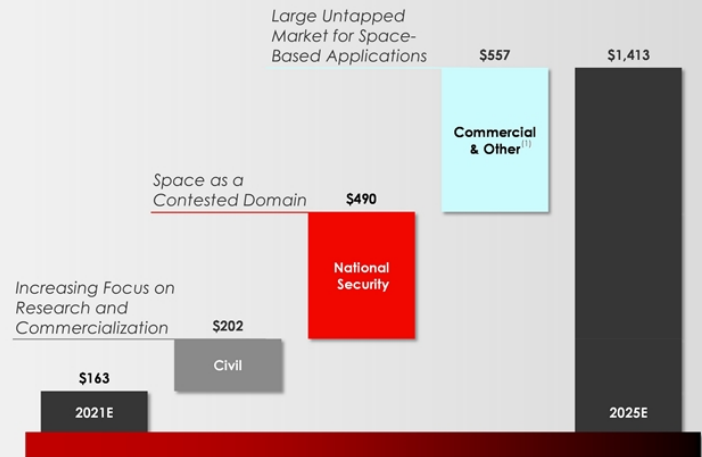 Large Untapped
Market for Space-
Based Applications
$557
$1,413
Commercial
& Other(1)
Space as a
Contested Domain
$490
National
Security
Increasing Focus on
Research and
Commercialization
$202
Civil
$163
2021E
2025E